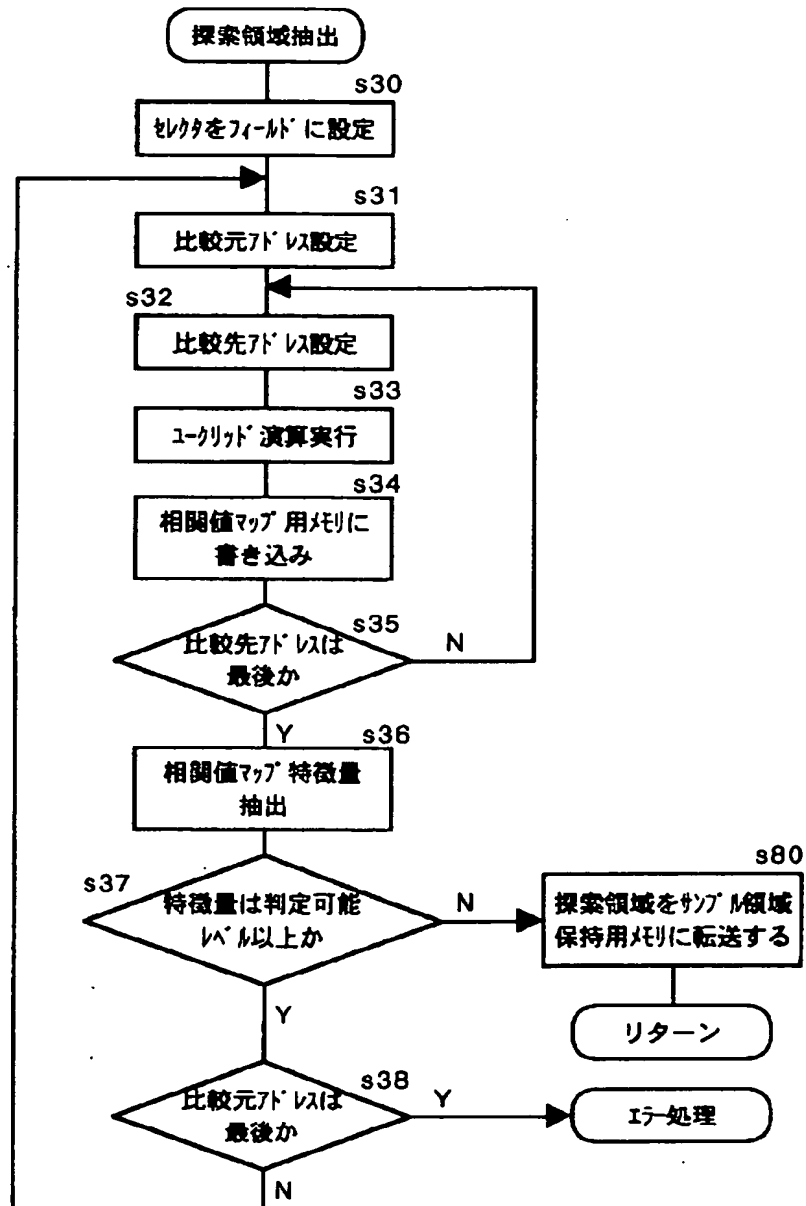 探索領域抽出
s30
ｾﾚｸﾀをﾌｨｰﾙﾄﾞに設定
s31
比較元ｱﾄﾞﾚｽ設定
s32
比較先ｱﾄﾞﾚｽ設定
s33
ﾕｰｸﾘｯﾄﾞ演算実行
s34
相関値ﾏｯﾌﾟ用ﾒﾓﾘに
書き込み
s35
比較先ｱﾄﾞﾚｽは
最後か
N
Y
s36
相関値ﾏｯﾌﾟ特徴量
抽出
s37
特徴量は判定可能
ﾚﾍﾞﾙ以上か
N
s80
探索領域をｻﾝﾌﾟﾙ領域
保持用ﾒﾓﾘに転送する
リターン
Y
s38
比較元ｱﾄﾞﾚｽは
最後か
Y
ｴﾗｰ処理
N